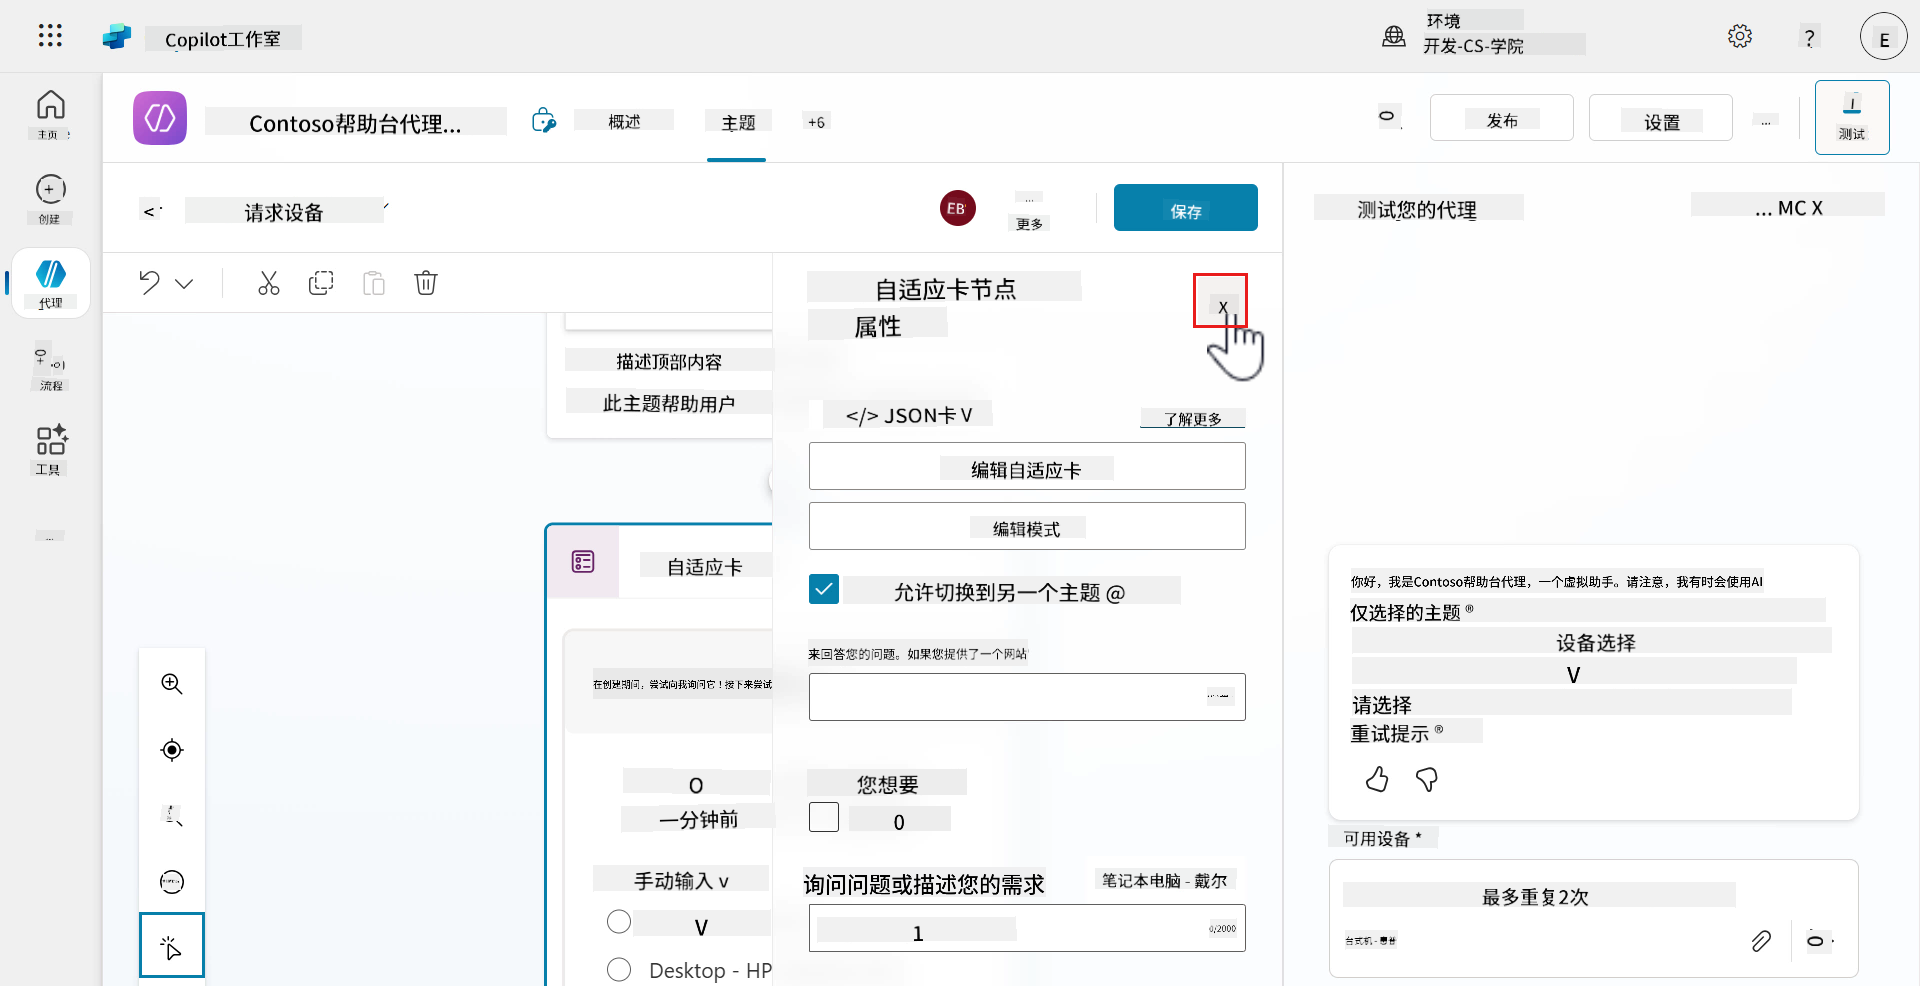 Copilot工作室
环境
开发-CS-学院
?
E
主页
创建
代理
流程
工具
...
Contoso帮助台代理...
概述
主题
+6
发布
设置
...
测试
<
请求设备
EB
...
更多
保存
测试您的代理
... MC X
描述顶部内容
此主题帮助用户
自适应卡
在创建期间，尝试向我询问它！接下来尝试
O
一分钟前
手动输入 v
V
Desktop - HP
自适应卡节点
属性
X
</> JSON卡 V
了解更多
编辑自适应卡
编辑模式
允许切换到另一个主题 @
来回答您的问题。如果您提供了一个网站
您想要
0
询问问题或描述您的需求
笔记本电脑 - 戴尔
1
0/2000
你好，我是Contoso帮助台代理，一个虚拟助手。请注意，我有时会使用AI
仅选择的主题 ®
设备选择
V
请选择
重试提示 ®
可用设备 *
最多重复2次
台式机 - 惠普